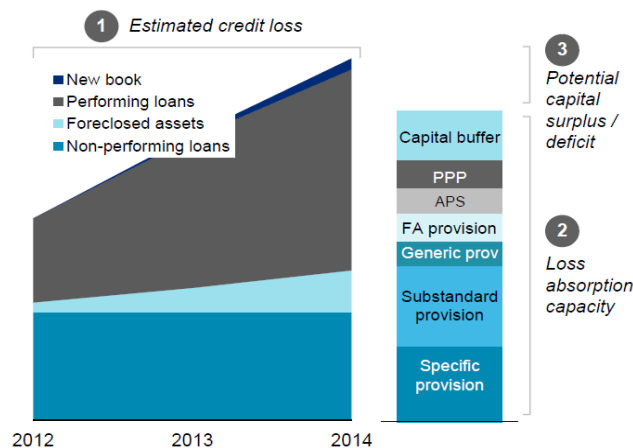 1 Estimated credit loss
New book
Performing loans
Foreclosed assets
Non-performing loans
2012
2013
2014
Capital buffer
PPP
APS
FA provision
Generic prov
Substandard
provision
Specific
provision
3
Potential
capital
surplus /
deficit
2
Loss
absorption
capacity